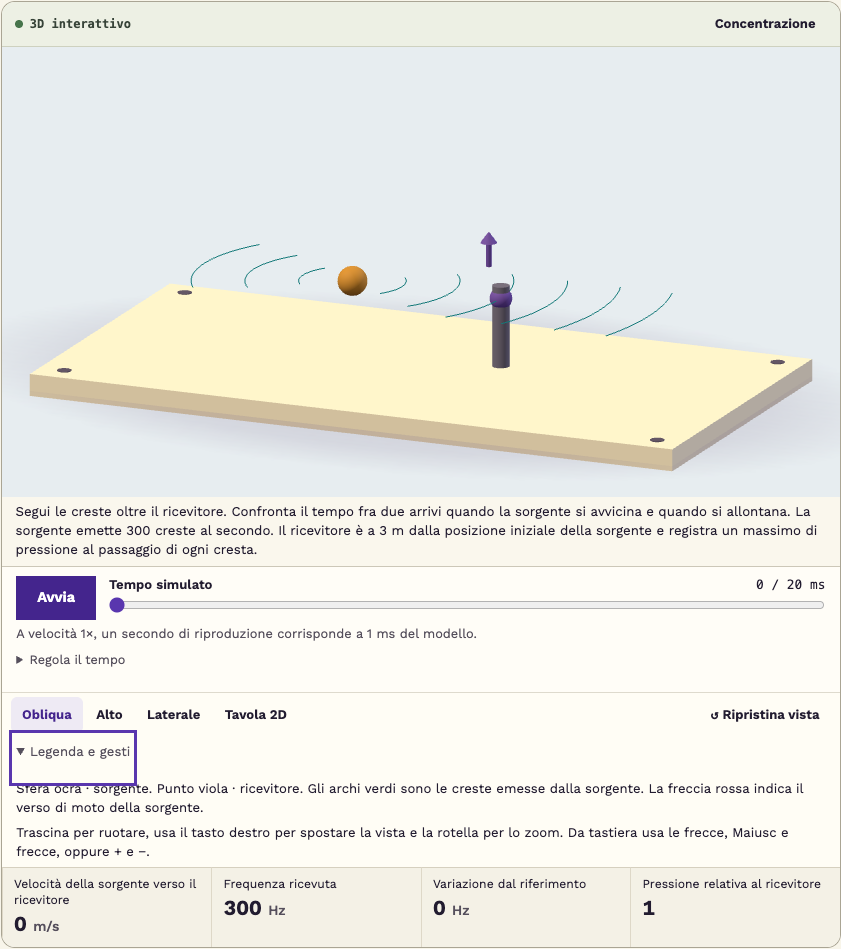 3D interattivo
Concentrazione
Segui le creste oltre il ricevitore. Confronta il tempo fra due arrivi quando la sorgente si avvicina e quando si allontana. La
sorgente emette 300 creste al secondo. Il ricevitore è a 3 m dalla posizione iniziale della sorgente e registra un massimo di
pressione al passaggio di ogni cresta.
Avvia
Tempo simulato
0 / 20 ms
A velocità 1×, un secondo di riproduzione corrisponde a 1 ms del modello.
▶ Regola il tempo
Obliqua
Alto
Laterale
Tavola 2D
↺ Ripristina vista
▼ Legenda e gesti
Sfera ocra · sorgente. Punto viola · ricevitore. Gli archi verdi sono le creste emesse dalla sorgente. La freccia rossa indica il
verso di moto della sorgente.
Trascina per ruotare, usa il tasto destro per spostare la vista e la rotella per lo zoom. Da tastiera usa le frecce, Maiusc e
frecce, oppure + e −.
Velocità della sorgente verso il
ricevitore
0 m/s
Frequenza ricevuta
300 Hz
Variazione dal riferimento
0 Hz
Pressione relativa al ricevitore
1